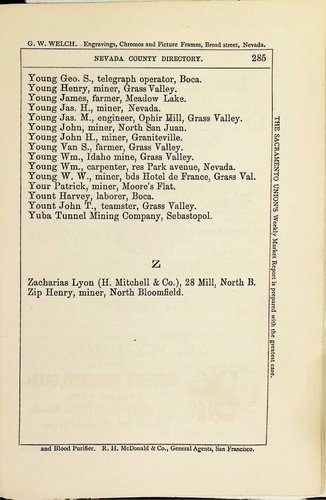 G. W. WELCH. Engravings, Chromos and Picture Frames, Broad street, Nevada.
NEVADA COUNTY DIRECTORY. 285
Young Geo. S., telegraph operator, Boca.
Young Henry, miner, Grass Valley.
Young James, farmer, Meadow Lake.
Young Jas. H., miner, Nevada.
Young Jas. M., engineer, Ophir Mill, Grass Valley.
Young John, miner, North San Juan.
Young John H., miner, Graniteville.
Young Van S., farmer, Grass Valley.
Young Wm., Idaho mine, Grass Valley.
Young Wm., carpenter, res Park avenue, Nevada.
Young W. W., miner, bds Hotel de France, Grass Val.
Your Patrick, miner, Moore's Flat.
Yount Harvey, laborer, Boca.
Yount John T., teamster, Grass Valley.
Yuba Tunnel Mining Company, Sebastopol.
Z
Zacharias Lyon (H. Mitchell & Co.), 28 Mill, North B.
Zip Henry, miner, North Bloomfield.
THE SACRAMENTO UNION'S Weekly Market Report is prepared with the greatest care.
and Blood Purifier. R. H. McDonald & Co., General Agents, San Francisco.